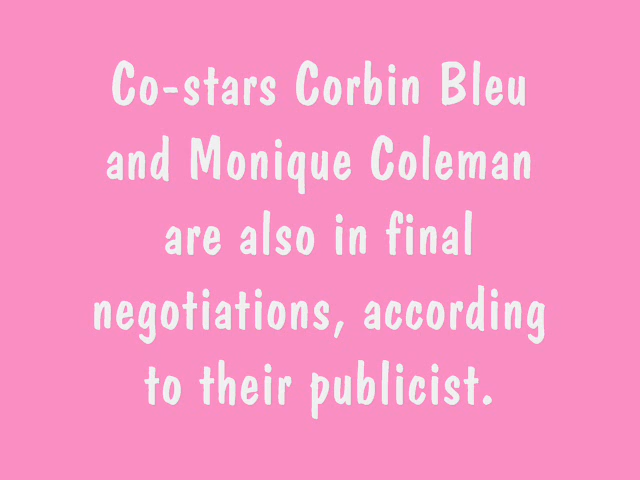 Co-stars Corbin Bleu
and Monique Coleman
are also in final
negotiations, according
to their publicist.